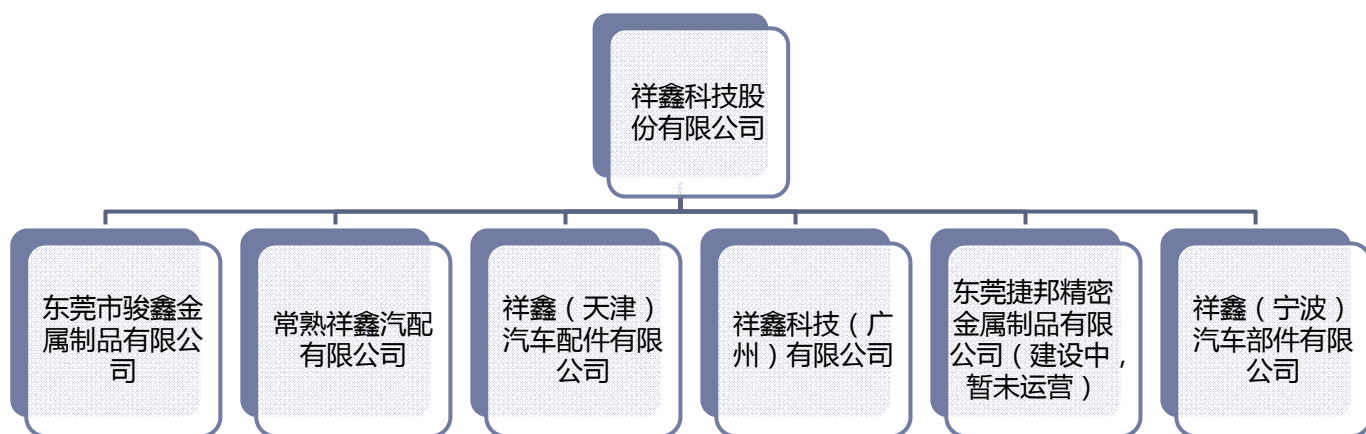 祥鑫科技股
份有限公司
东莞市骏鑫金
属制品有限公
司
常熟祥鑫汽配
有限公司
祥鑫（天津）
汽车配件有限
公司
祥鑫科技（广
州）有限公司
东莞捷邦精密
金属制品有限
公司（建设中，
暂未运营）
祥鑫（宁波）
汽车部件有限
公司